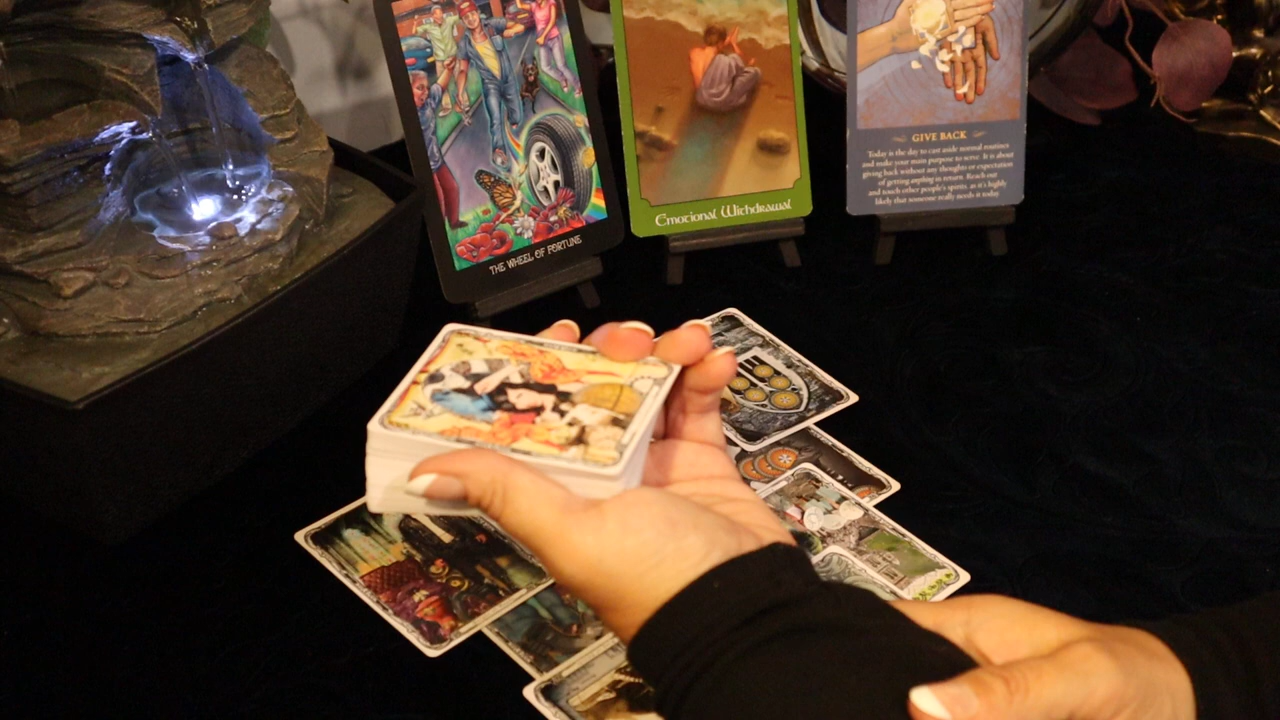 THE WHEEL OF FORTUNE
Emotional Withdrawal
GIVE BACK
Today is the day to cast aside normal routines
and make your main purpose to serve. It is about
giving back without any thoughts or expectation
of getting anything in return. Reach out
and touch other people's spirits, as it's highly
likely that someone really needs it today